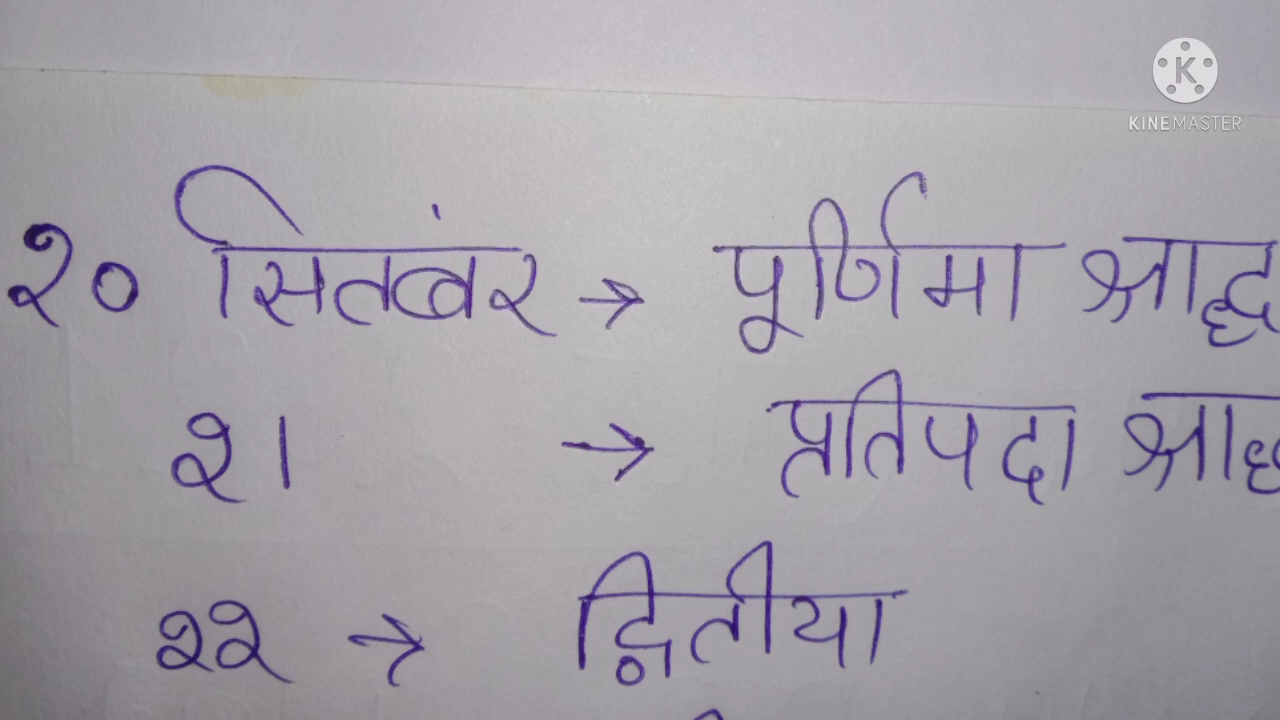 K
KINEMASTER
२० सितंबर → पूर्णिमा श्राद्ध
२१ → प्रतिपदा श्राद्ध
२२ → द्वितीया